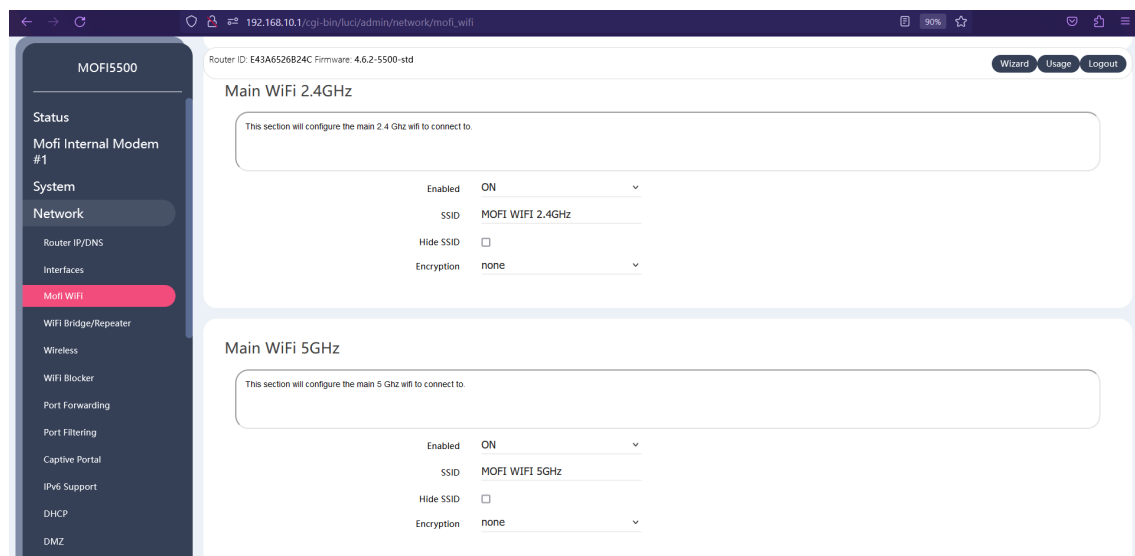 192.168.10.1/cgi-bin/luci/admin/network/mofi_wifi
90%
MOFI5500
Router ID: E43A6526B24C Firmware: 4.6.2-5500-std
Wizard
Usage
Logout
Status
Mofi Internal Modem
#1
System
Network
Router IP/DNS
Interfaces
Mofi WiFi
WiFi Bridge/Repeater
Wireless
WiFi Blocker
Port Forwarding
Port Filtering
Captive Portal
IPv6 Support
DHCP
DMZ
Main WiFi 2.4GHz
This section will configure the main 2.4 Ghz wifi to connect to.
Enabled ON
SSID MOFI WIFI 2.4GHz
Hide SSID
Encryption none
Main WiFi 5GHz
This section will configure the main 5 Ghz wifi to connect to.
Enabled ON
SSID MOFI WIFI 5GHz
Hide SSID
Encryption none